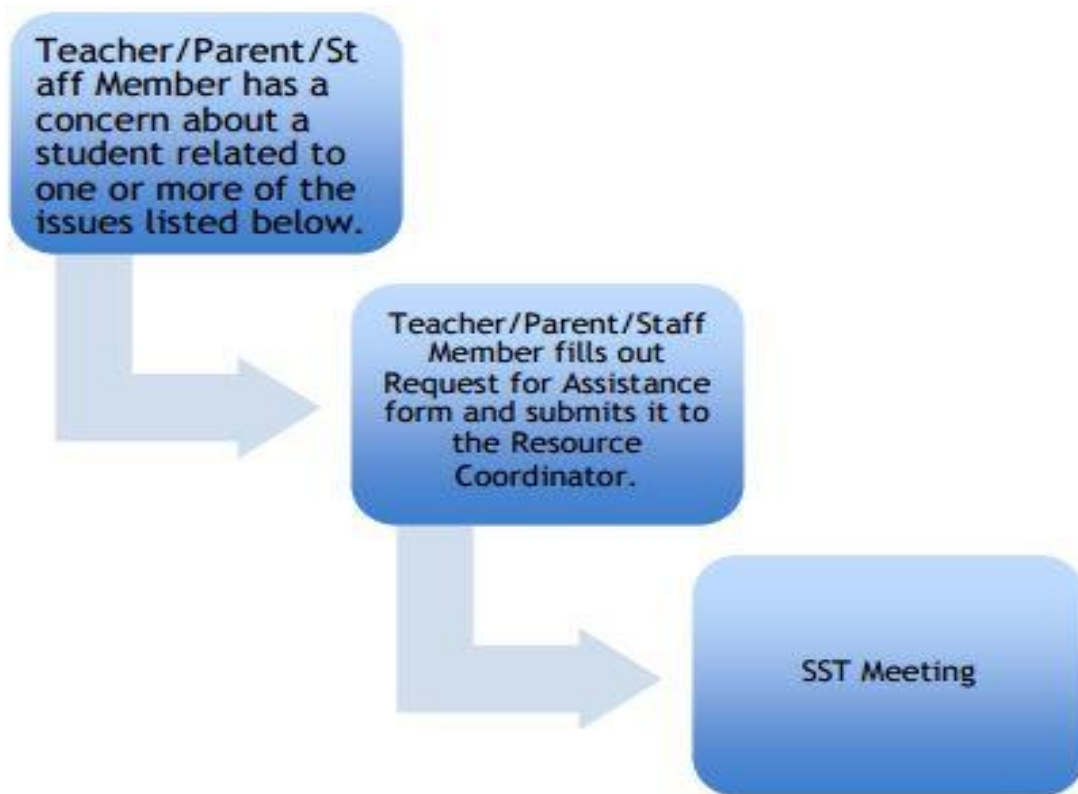 Teacher/Parent/St
aff Member has a
concern about a
student related to
one or more of the
issues listed below.
Teacher/Parent/Staff
Member fills out
Request for Assistance
form and submits it to
the Resource
Coordinator.
SST Meeting